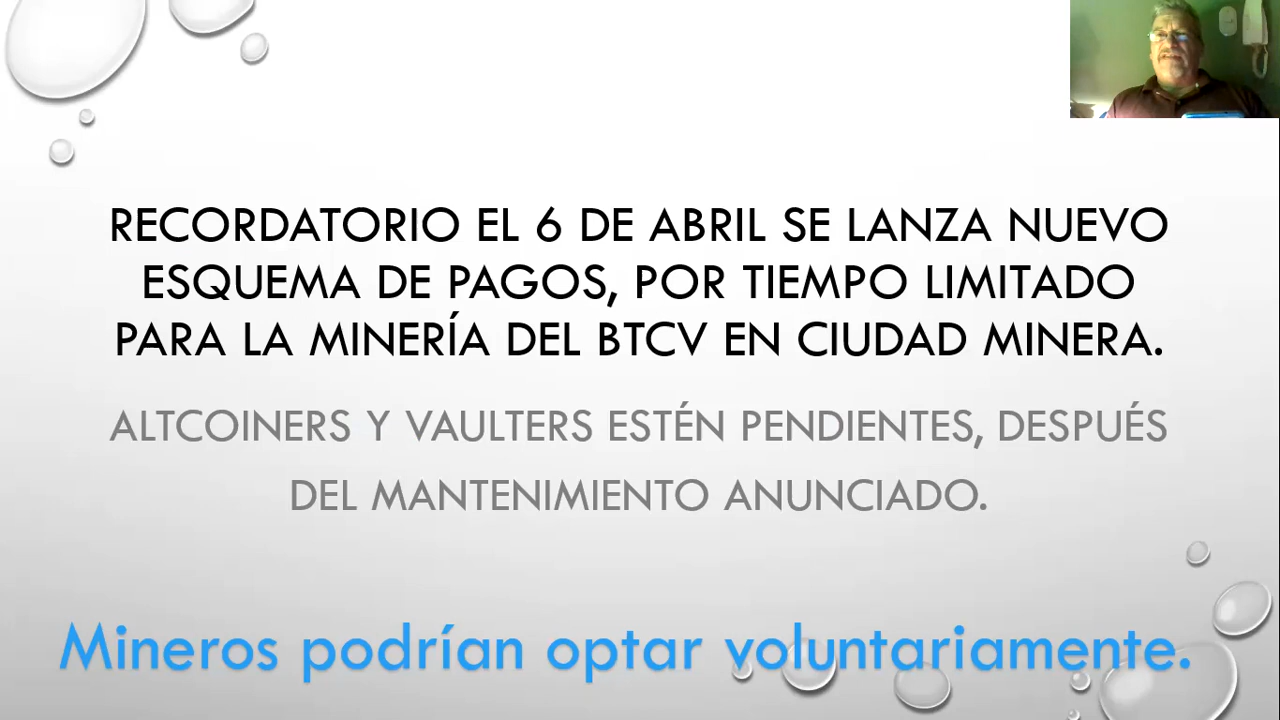 RECORDATORIO EL 6 DE ABRIL SE LANZA NUEVO
ESQUEMA DE PAGOS, POR TIEMPO LIMITADO
PARA LA MINERÍA DEL BTCV EN CIUDAD MINERA.
ALTCOINERS Y VAULTERS ESTÉN PENDIENTES, DESPUÉS
DEL MANTENIMIENTO ANUNCIADO.
Mineros podrían optar voluntariamente.